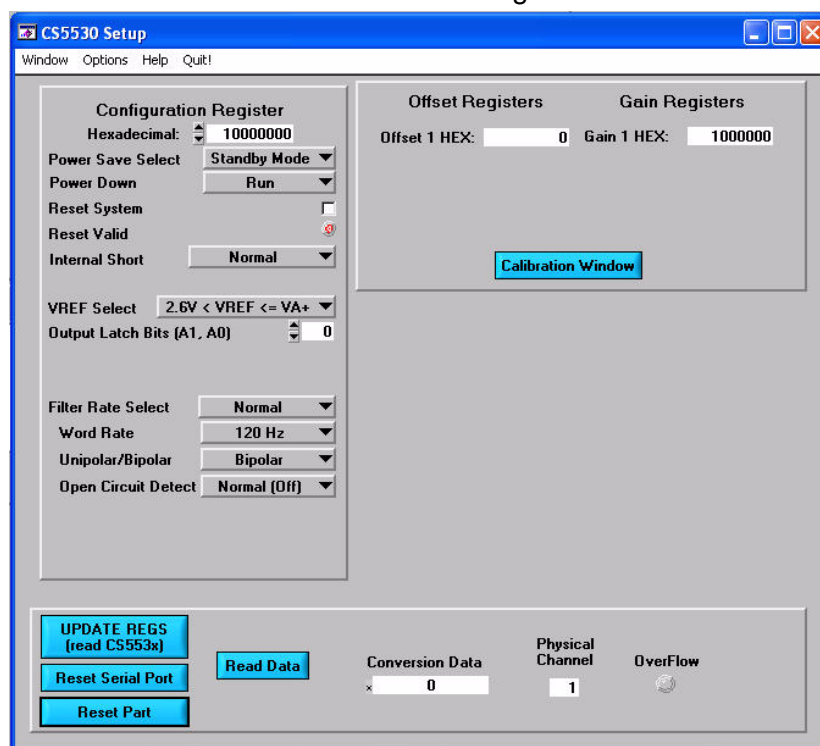 CS5530 Setup
Window Options Help Quit!
Configuration Register
Hexadecimal: 10000000
Power Save Select Standby Mode
Power Down Run
Reset System
Reset Valid
Internal Short Normal
VREF Select 2.6V < VREF <= VA+
Output Latch Bits (A1, A0) 0
Filter Rate Select Normal
Word Rate 120 Hz
Unipolar/Bipolar Bipolar
Open Circuit Detect Normal (Off)
Offset Registers Gain Registers
Offset 1 HEX: 0 Gain 1 HEX: 1000000
Calibration Window
UPDATE REGS
(read CS553x)
Reset Serial Port
Reset Part
Read Data
Conversion Data
x 0
Physical
Channel
1
OverFlow